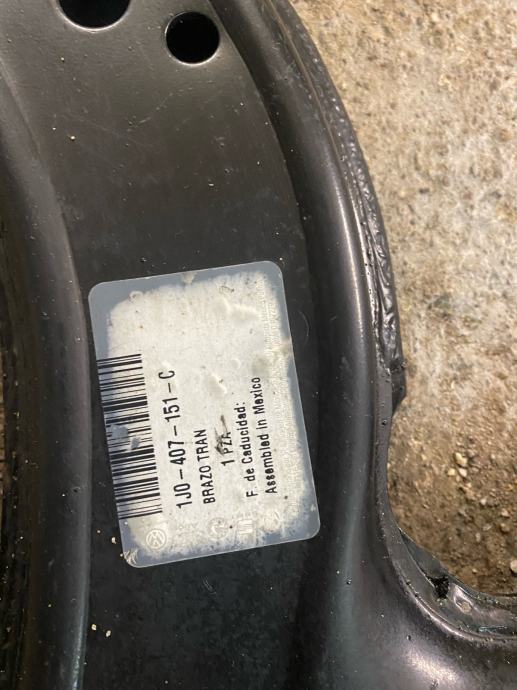 1J0-407-151-C
BRAZO TRAN
1 PZA
F. de Caducidad:
Assembled in Mexico